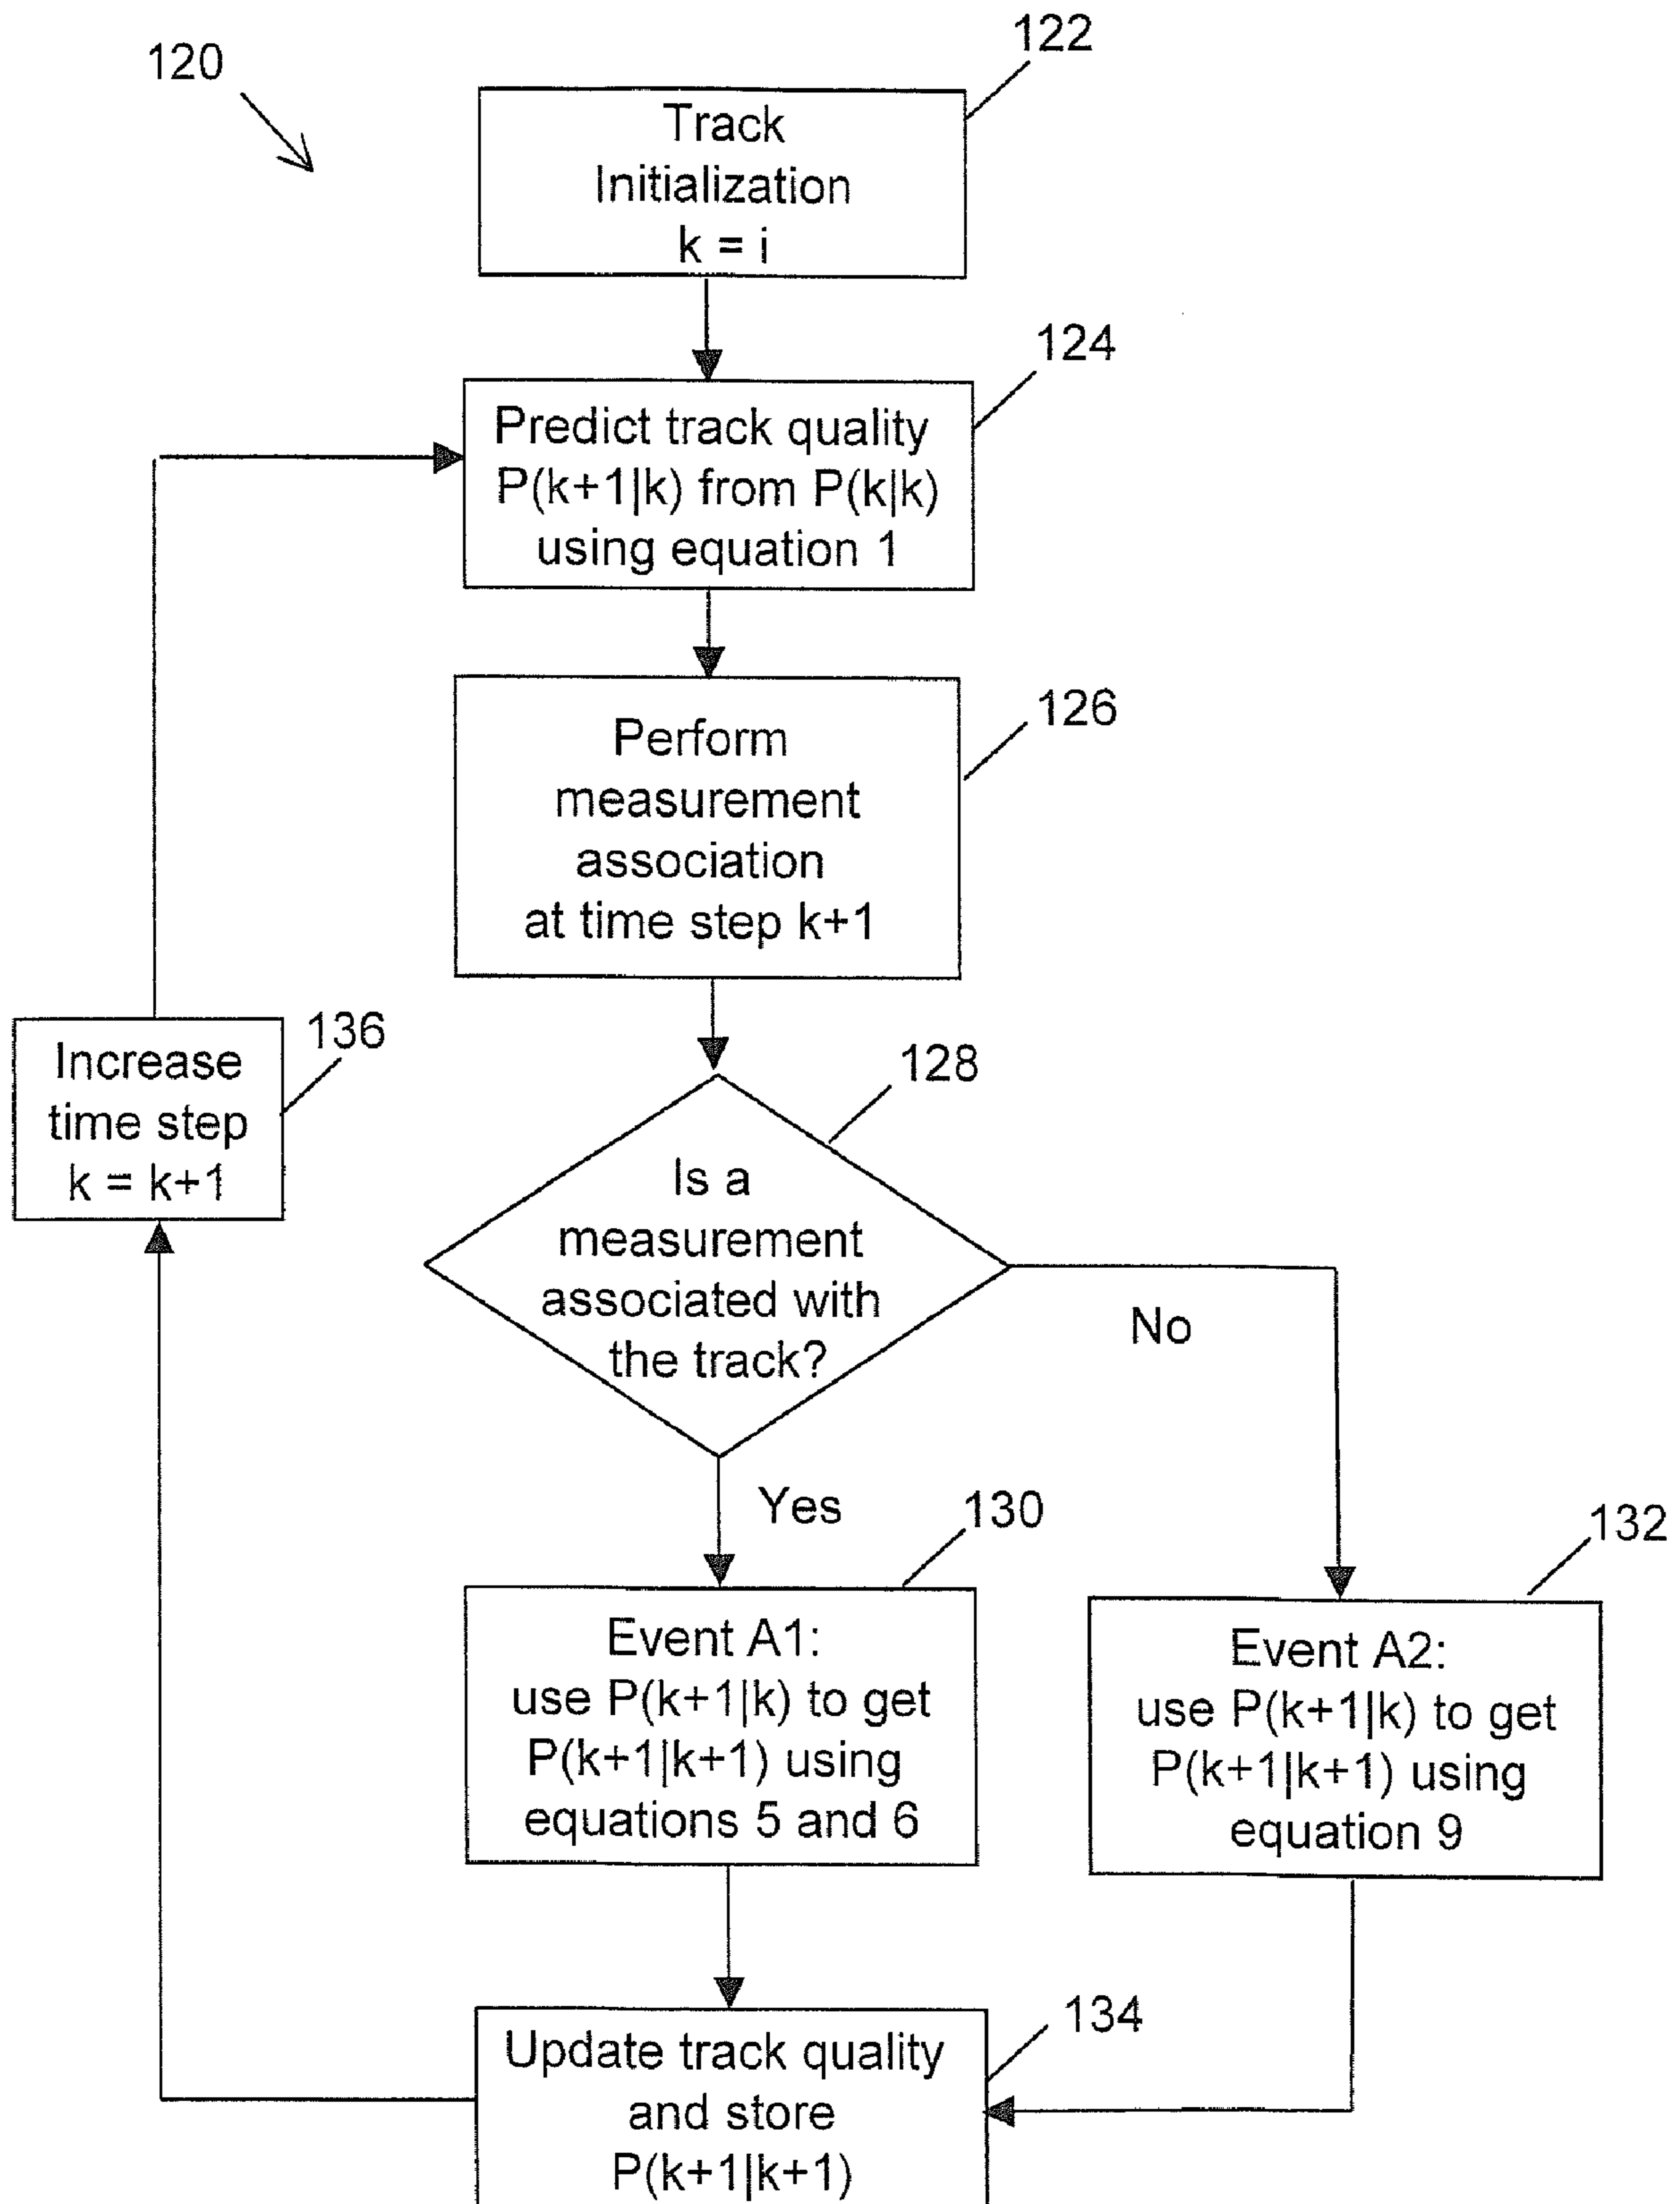 120
122
Track
Initialization
k = i
124
Predict track quality
P(k+1|k) from P(k|k)
using equation 1
126
Perform
measurement
association
at time step k+1
136
Increase
time step
k = k+1
128
Is a
measurement
associated with
the track?
No
Yes
130
Event A1:
use P(k+1|k) to get
P(k+1|k+1) using
equations 5 and 6
132
Event A2:
use P(k+1|k) to get
P(k+1|k+1) using
equation 9
134
Update track quality
and store
P(k+1|k+1)